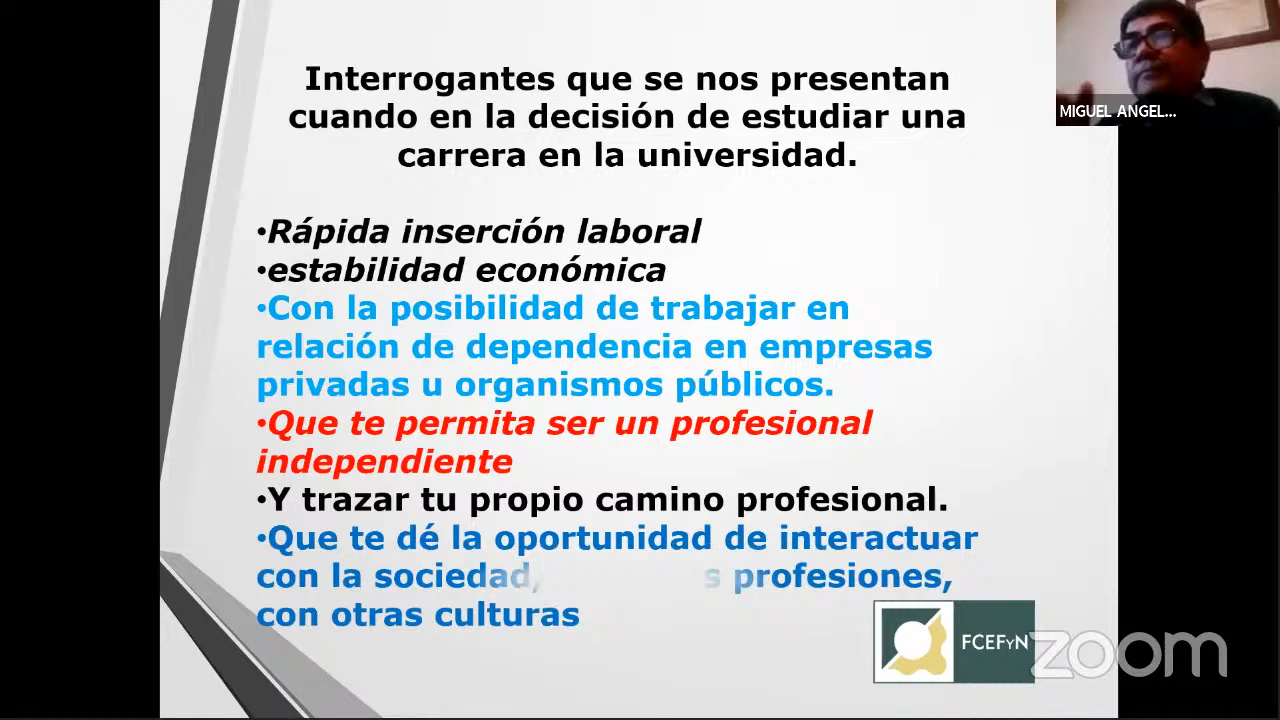 Interrogantes que se nos presentan
cuando en la decisión de estudiar una
carrera en la universidad.
•Rápida inserción laboral
•estabilidad económica
•Con la posibilidad de trabajar en
relación de dependencia en empresas
privadas u organismos públicos.
•Que te permita ser un profesional
independiente
•Y trazar tu propio camino profesional.
•Que te dé la oportunidad de interactuar
con la sociedad, profesiones,
con otras culturas
MIGUEL ANGEL...
FCEFyN
zoom